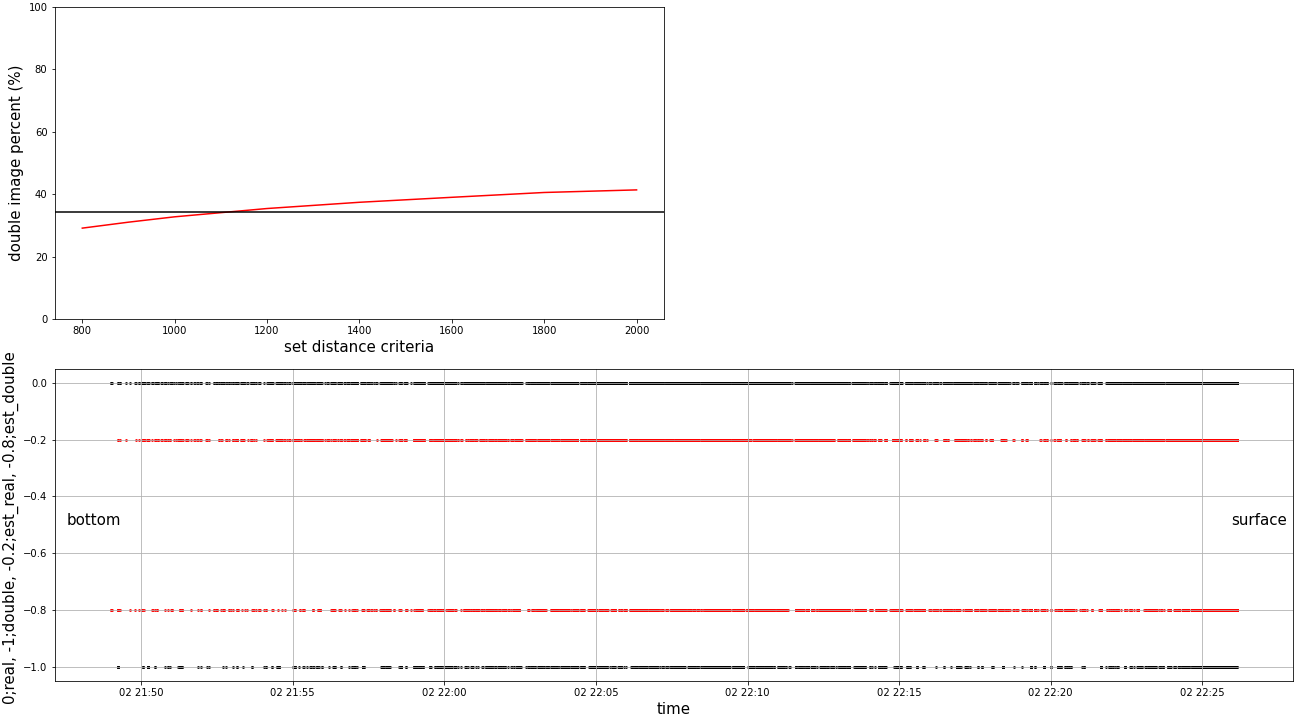 100
80
60
40
20
0
double image percent (%)
800 1000 1200 1400 1600 1800 2000
set distance criteria
0.0
−0.2
−0.4
−0.6
−0.8
−1.0
0;real, -1;double, -0.2;est_real, -0.8;est_double
bottom
surface
02 21:50 02 21:55 02 22:00 02 22:05 02 22:10 02 22:15 02 22:20 02 22:25
time